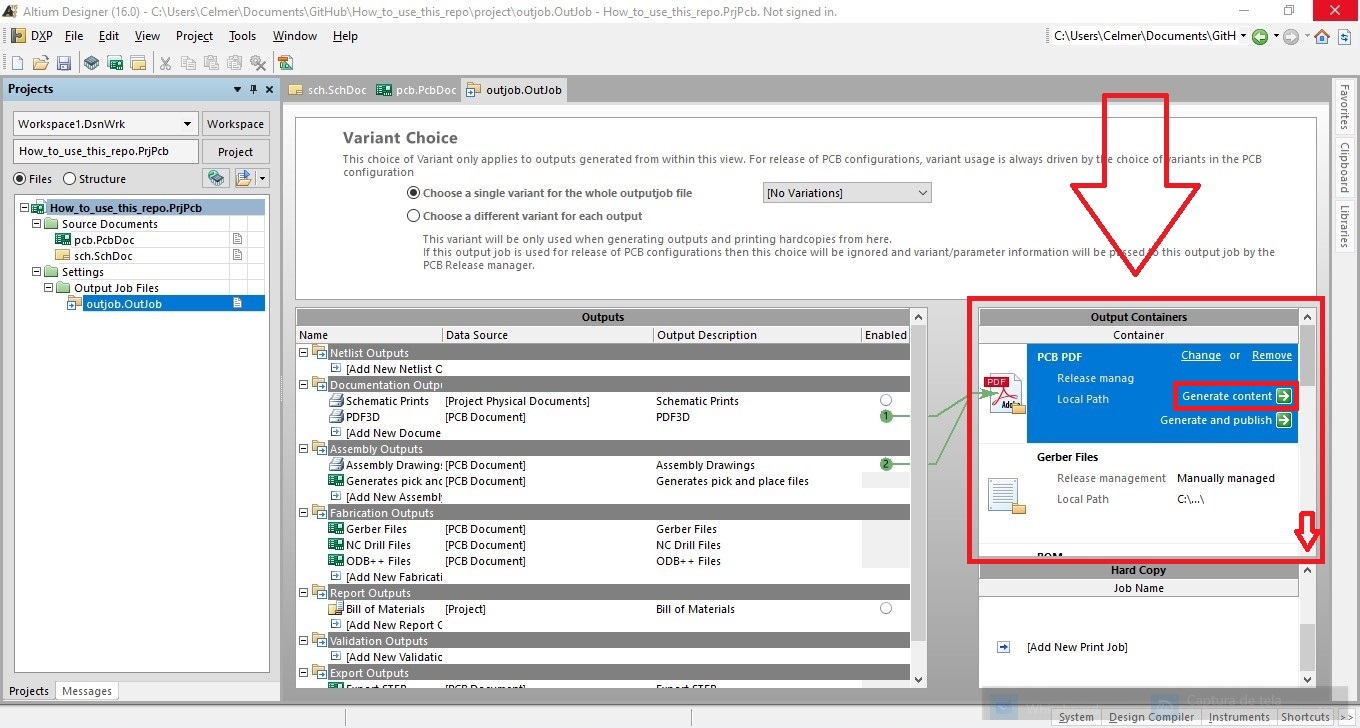 Altium Designer (16.0) - C:\Users\Celmer\Documents\GitHub\How_to_use_this_repo\project\outjob.OutJob - How_to_use_this_repo.PrjPcb. Not signed in.
DXP File Edit View Project Tools Window Help
C:\Users\Celmer\Documents\GitH
Projects
sch.SchDoc pcb.PcbDoc outjob.OutJob
Workspace1.DsnWrk Workspace
How_to_use_this_repo.PrjPcb Project
Files Structure
How_to_use_this_repo.PrjPcb
Source Documents
pcb.PcbDoc
sch.SchDoc
Settings
Output Job Files
outjob.OutJob
Variant Choice
This choice of Variant only applies to outputs generated from within this view. For release of PCB configurations, variant usage is always driven by the choice of variants in the PCB
configuration
Choose a single variant for the whole outputjob file [No Variations]
Choose a different variant for each output
This variant will be only used when generating outputs and printing hardcopies from here.
If this output job is used for release of PCB configurations then this choice will be ignored and variant/parameter information will be passed to this output job by the
PCB Release manager.
Outputs
Name Data Source Output Description Enabled
Netlist Outputs
[Add New Netlist C
Documentation Outpu
Schematic Prints [Project Physical Documents] Schematic Prints
PDF3D [PCB Document] PDF3D 1
[Add New Docume
Assembly Outputs
Assembly Drawing: [PCB Document] Assembly Drawings 2
Generates pick and [PCB Document] Generates pick and place files
[Add New Assembl
Fabrication Outputs
Gerber Files [PCB Document] Gerber Files
NC Drill Files [PCB Document] NC Drill Files
ODB++ Files [PCB Document] ODB++ Files
[Add New Fabricati
Report Outputs
Bill of Materials [Project] Bill of Materials
[Add New Report C
Validation Outputs
[Add New Validatic
Export Outputs
Export STEP [PCB Document] Export STEP
Output Containers
Container
PCB PDF Change or Remove
Release manag
Local Path Generate content
Generate and publish
PDF
Adobe
Gerber Files
Release management Manually managed
Local Path C:\...\
BOM
Hard Copy
Job Name
[Add New Print Job]
Favorites
Clipboard
Libraries
Projects Messages
Captura de tela
System Design Compiler Instruments Shortcuts >>